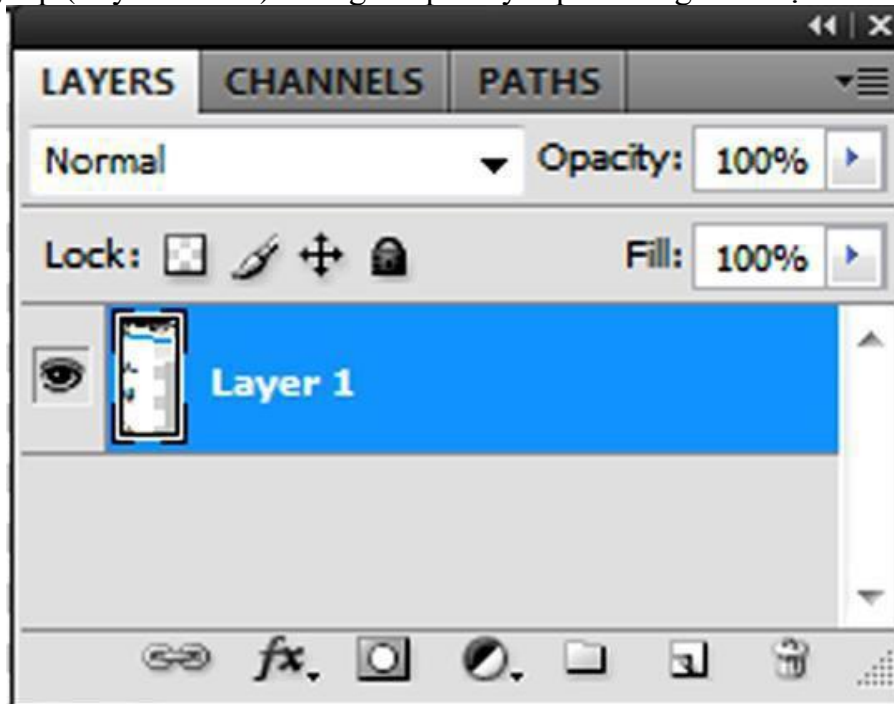 LAYERS CHANNELS PATHS
Normal Opacity: 100%
Lock: Fill: 100%
Layer 1
fx.